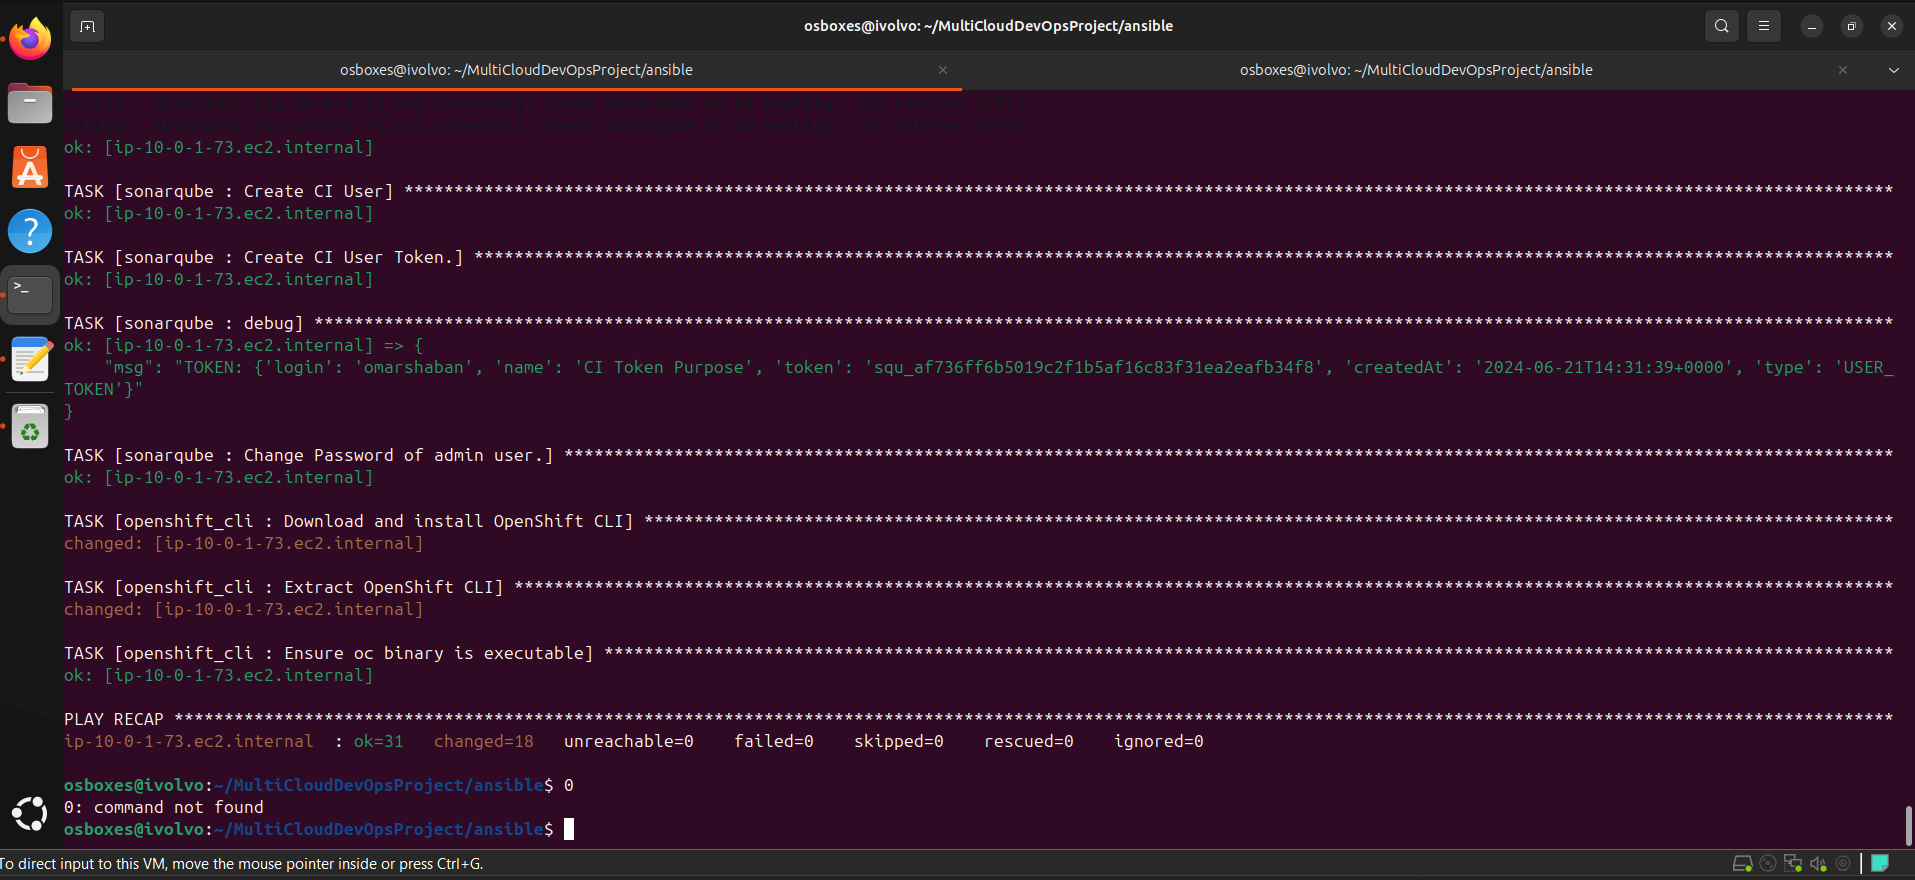 osboxes@ivolvo: ~/MultiCloudDevOpsProject/ansible
osboxes@ivolvo: ~/MultiCloudDevOpsProject/ansible × osboxes@ivolvo: ~/MultiCloudDevOpsProject/ansible ×
ok: [ip-10-0-1-73.ec2.internal]
TASK [sonarqube : Create CI User] *****************************************************************************************************************************************************
ok: [ip-10-0-1-73.ec2.internal]
TASK [sonarqube : Create CI User Token.] **********************************************************************************************************************************************
ok: [ip-10-0-1-73.ec2.internal]
TASK [sonarqube : debug] **************************************************************************************************************************************************************
ok: [ip-10-0-1-73.ec2.internal] => {
"msg": "TOKEN: {'login': 'omarshaban', 'name': 'CI Token Purpose', 'token': 'squ_af736ff6b5019c2f1b5af16c83f31ea2eafb34f8', 'createdAt': '2024-06-21T14:31:39+0000', 'type': 'USER_
TOKEN'}"
}
TASK [sonarqube : Change Password of admin user.] *************************************************************************************************************************************
ok: [ip-10-0-1-73.ec2.internal]
TASK [openshift_cli : Download and install OpenShift CLI] *****************************************************************************************************************************
changed: [ip-10-0-1-73.ec2.internal]
TASK [openshift_cli : Extract OpenShift CLI] ******************************************************************************************************************************************
changed: [ip-10-0-1-73.ec2.internal]
TASK [openshift_cli : Ensure oc binary is executable] *********************************************************************************************************************************
ok: [ip-10-0-1-73.ec2.internal]
PLAY RECAP ****************************************************************************************************************************************************************************
ip-10-0-1-73.ec2.internal : ok=31 changed=18 unreachable=0 failed=0 skipped=0 rescued=0 ignored=0
osboxes@ivolvo:~/MultiCloudDevOpsProject/ansible$ 0
0: command not found
osboxes@ivolvo:~/MultiCloudDevOpsProject/ansible$
To direct input to this VM, move the mouse pointer inside or press Ctrl+G.